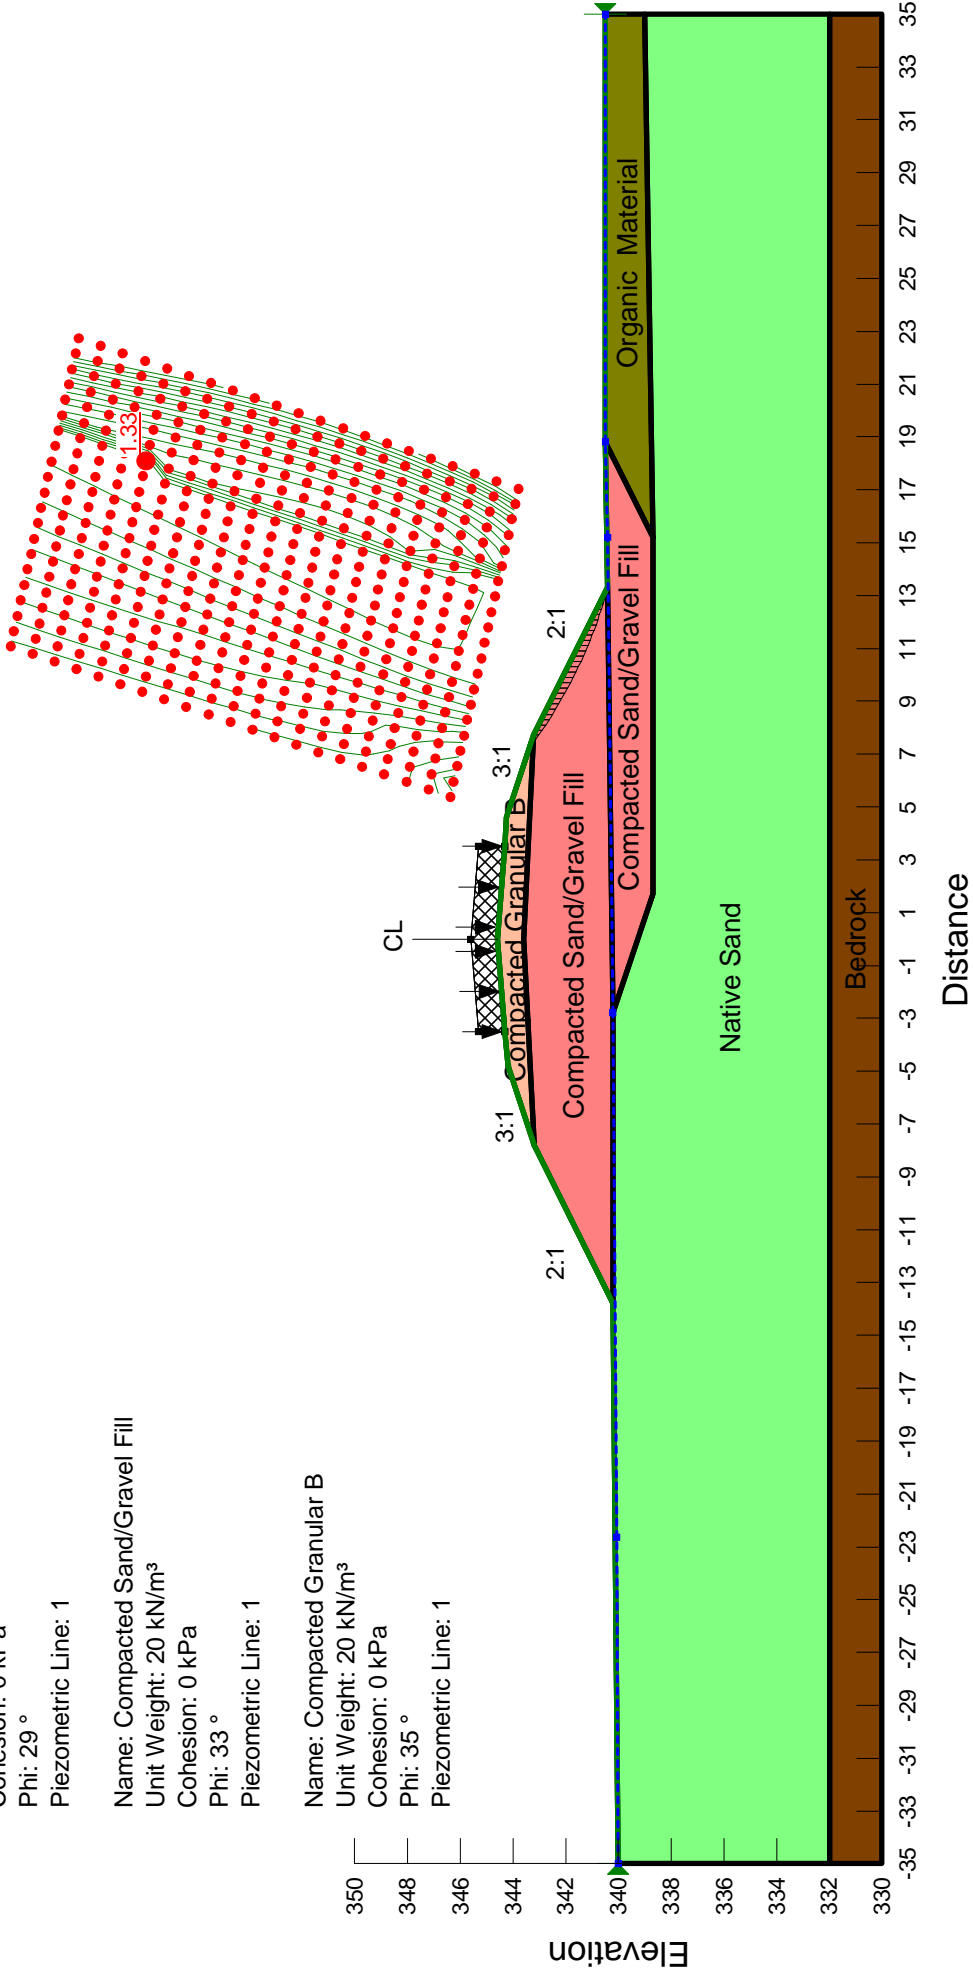 Phi: 29 °
Piezometric Line: 1
Name: Compacted Sand/Gravel Fill
Unit Weight: 20 kN/m³
Cohesion: 0 kPa
Phi: 33 °
Piezometric Line: 1
Name: Compacted Granular B
Unit Weight: 20 kN/m³
Cohesion: 0 kPa
Phi: 35 °
Piezometric Line: 1
1.33
CL
3:1
3:1
2:1
2:1
Compacted Granular B
Compacted Sand/Gravel Fill
Compacted Sand/Gravel Fill
Organic Material
Native Sand
Bedrock
Elevation
350
348
346
344
342
340
338
336
334
332
330
-35 -33 -31 -29 -27 -25 -23 -21 -19 -17 -15 -13 -11 -9 -7 -5 -3 -1 1 3 5 7 9 11 13 15 17 19 21 23 25 27 29 31 33 35
Distance